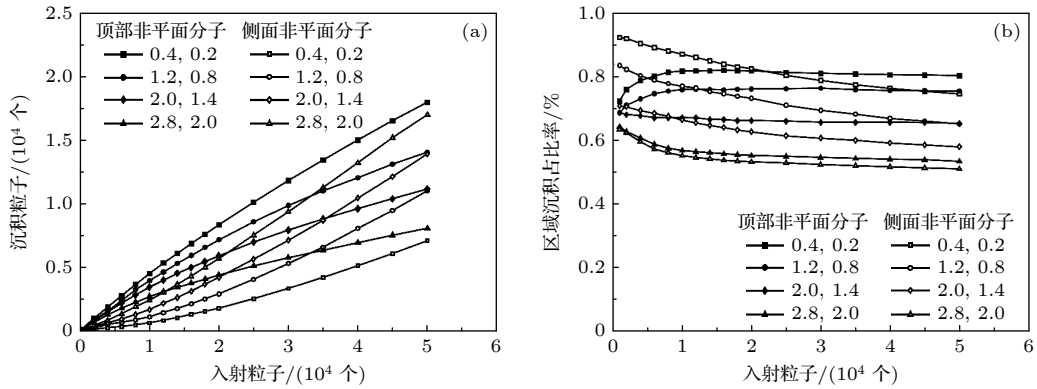 2.5
2.0
1.5
1.0
0.5
0
0 1 2 3 4 5 6
沉积粒子/(10⁴ 个)
入射粒子/(10⁴ 个)
(a)
顶部非平面分子 侧面非平面分子
0.4, 0.2 0.4, 0.2
1.2, 0.8 1.2, 0.8
2.0, 1.4 2.0, 1.4
2.8, 2.0 2.8, 2.0
1.0
0.8
0.6
0.4
0.2
0
0 1 2 3 4 5 6
区域沉积占比率/%
入射粒子/(10⁴ 个)
(b)
顶部非平面分子 侧面非平面分子
0.4, 0.2 0.4, 0.2
1.2, 0.8 1.2, 0.8
2.0, 1.4 2.0, 1.4
2.8, 2.0 2.8, 2.0